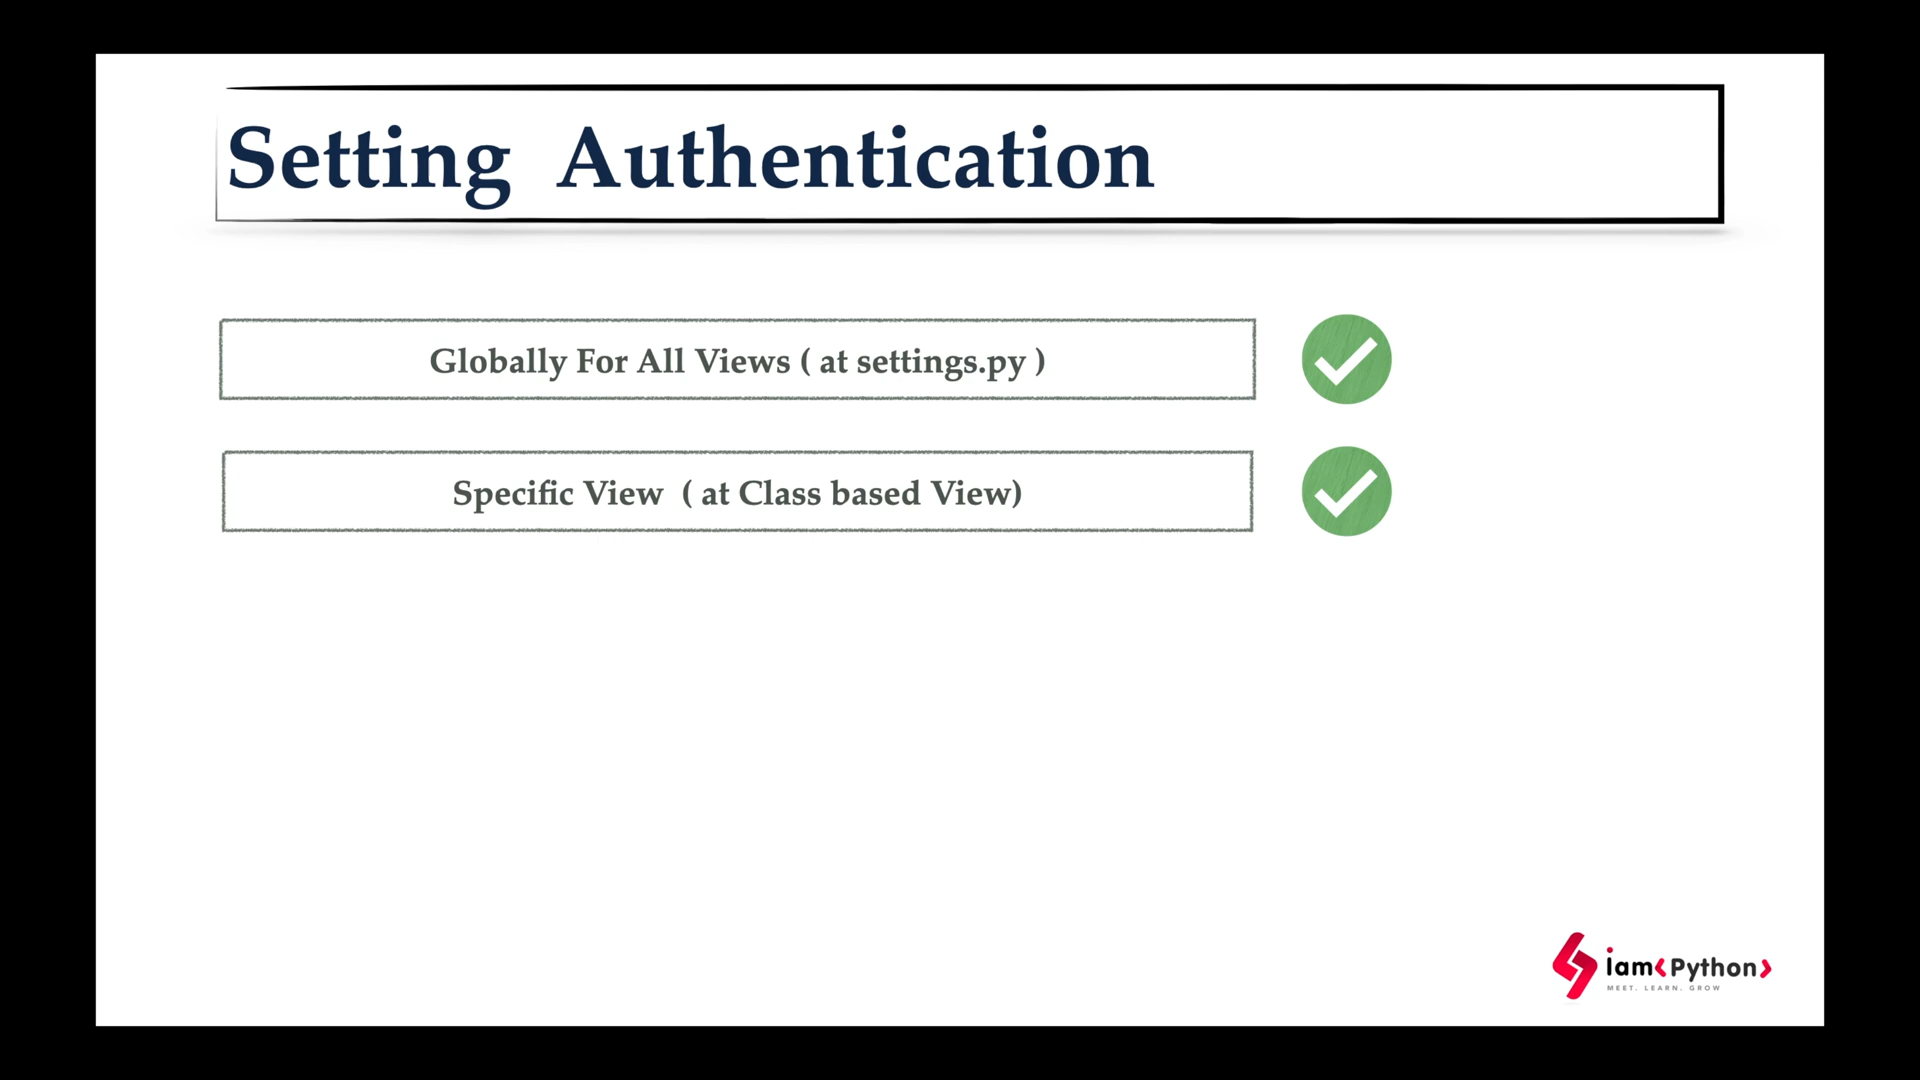 Setting Authentication
Globally For All Views ( at settings.py )
Specific View ( at Class based View)
iam<Python>
MEET. LEARN. GROW